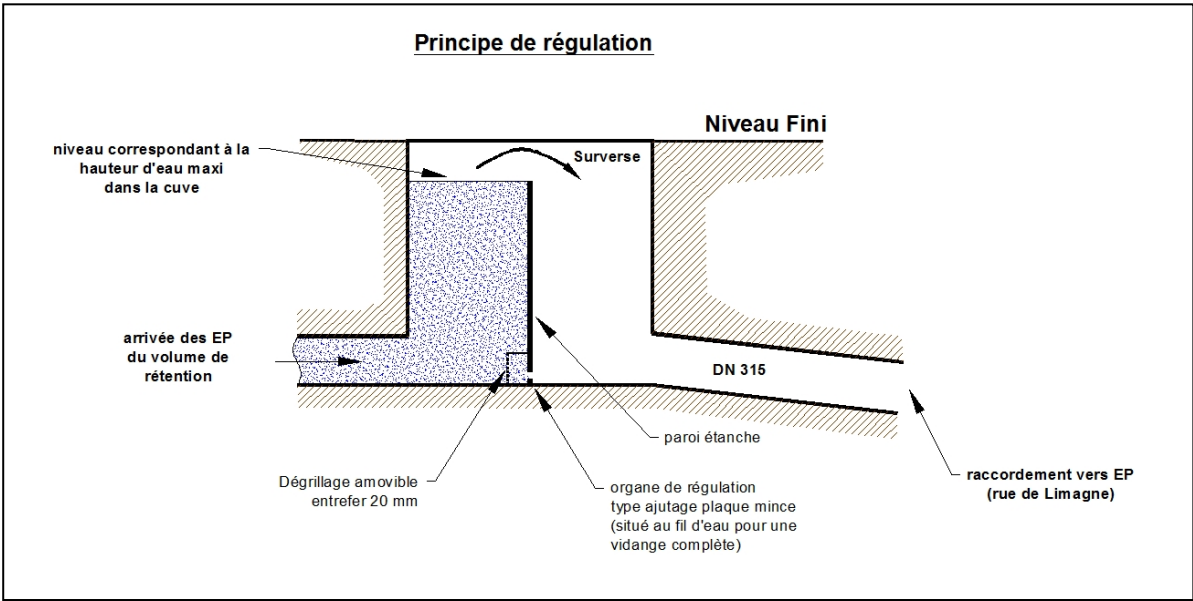 Principe de régulation
Niveau Fini
niveau correspondant à la
hauteur d'eau maxi
dans la cuve
Surverse
arrivée des EP
du volume de
rétention
DN 315
paroi étanche
Dégrillage amovible
entrefer 20 mm
organe de régulation
type ajutage plaque mince
(situé au fil d'eau pour une
vidange complète)
raccordement vers EP
(rue de Limagne)